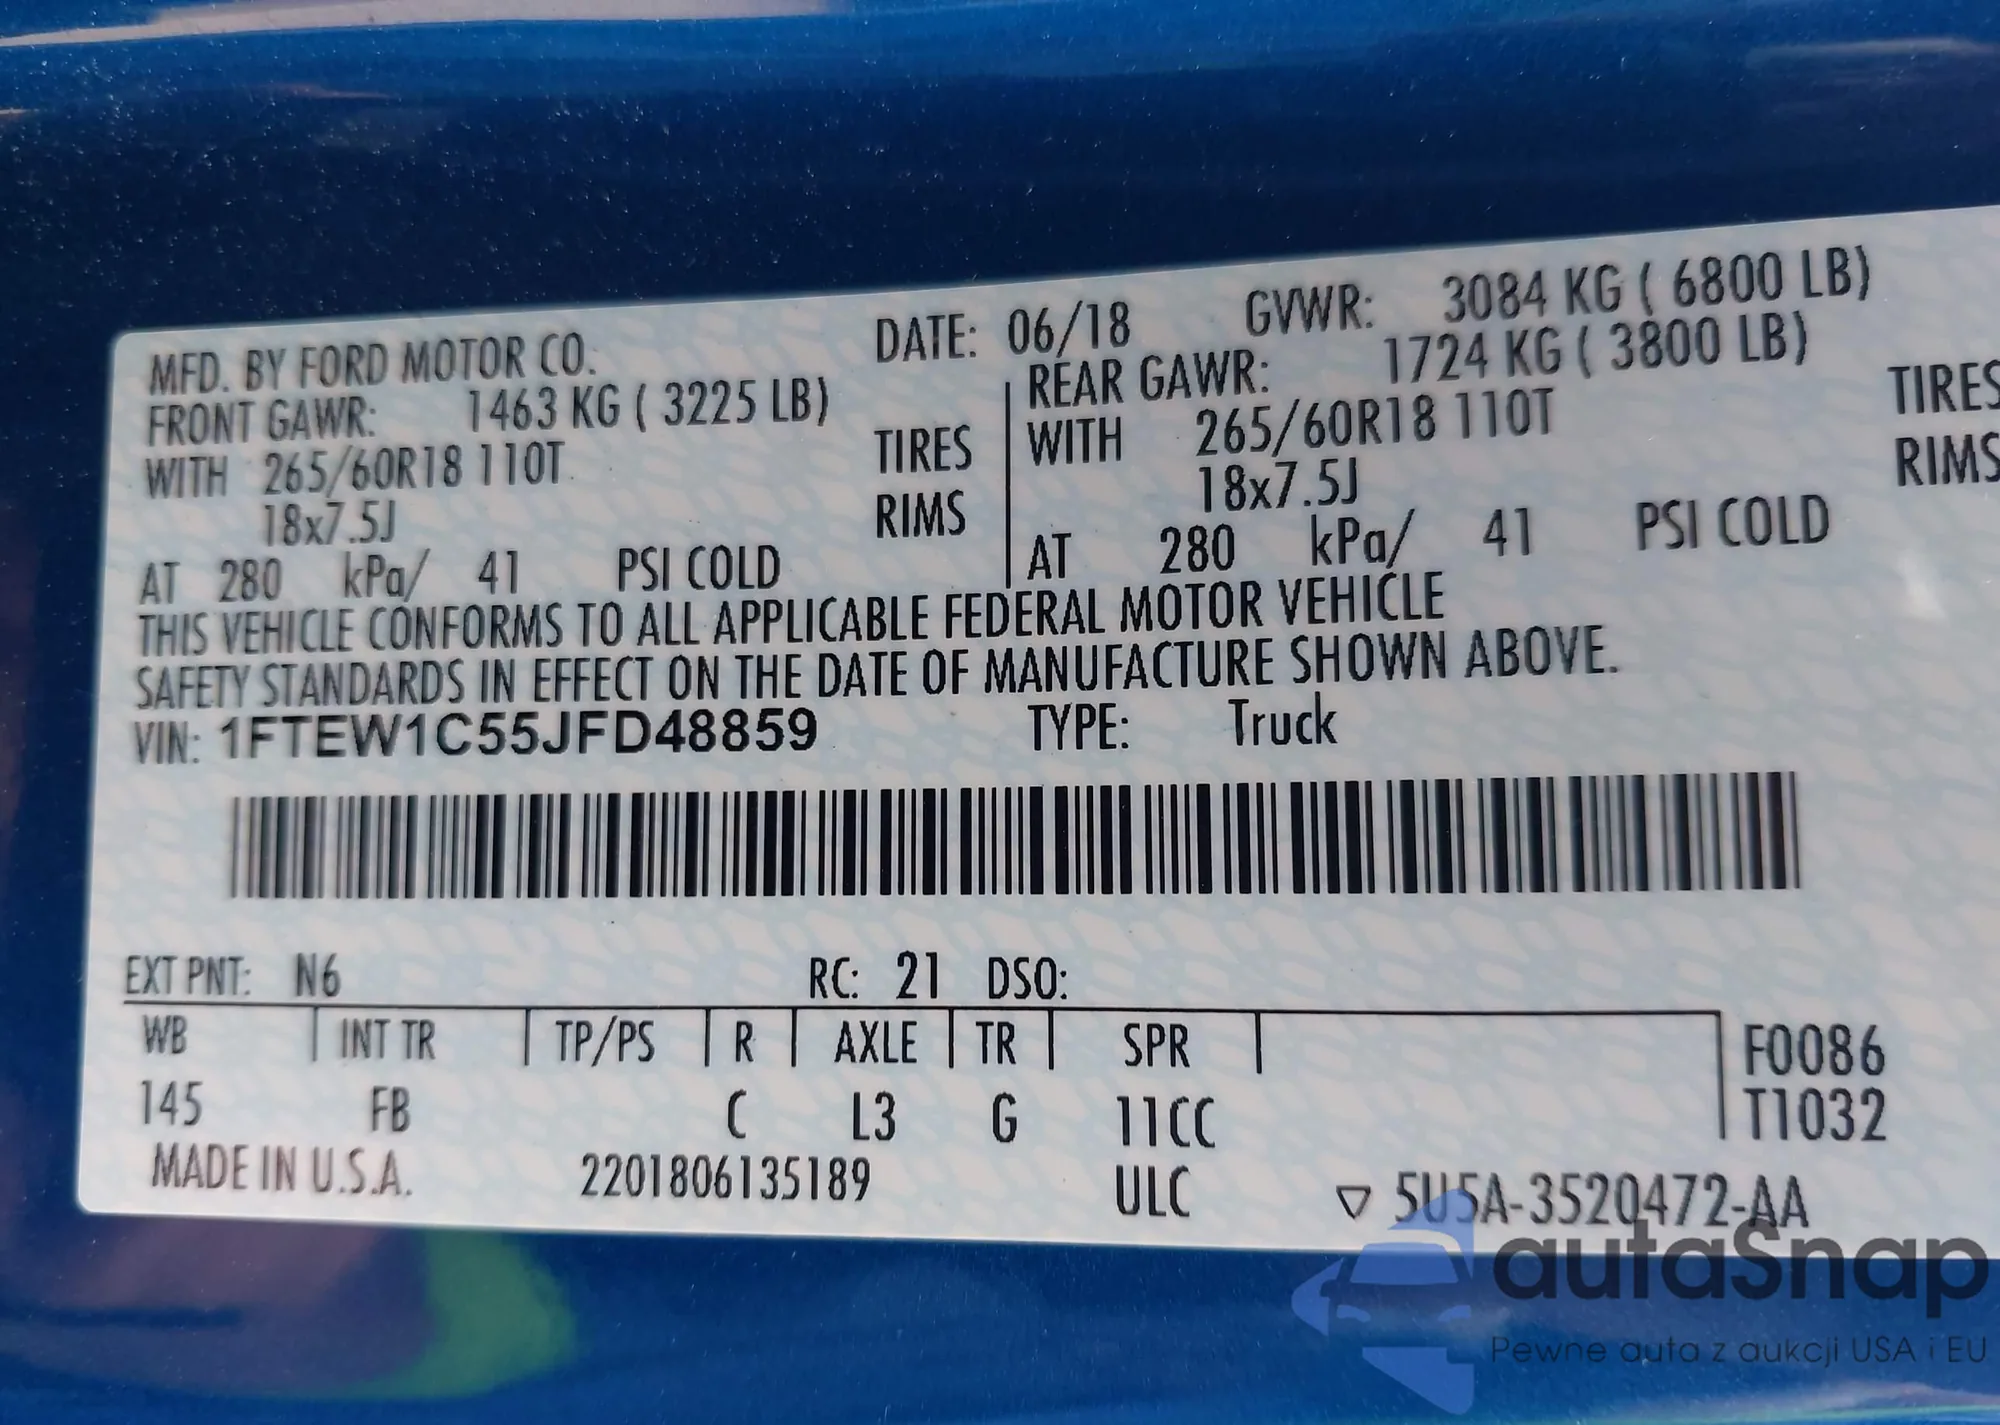 MFD. BY FORD MOTOR CO. DATE: 06/18 GVWR: 3084 KG ( 6800 LB)
FRONT GAWR: 1463 KG ( 3225 LB) REAR GAWR: 1724 KG ( 3800 LB)
WITH 265/60R18 110T TIRES WITH 265/60R18 110T TIRES
18x7.5J RIMS 18x7.5J RIMS
AT 280 kPa/ 41 PSI COLD AT 280 kPa/ 41 PSI COLD
THIS VEHICLE CONFORMS TO ALL APPLICABLE FEDERAL MOTOR VEHICLE
SAFETY STANDARDS IN EFFECT ON THE DATE OF MANUFACTURE SHOWN ABOVE.
VIN: 1FTEW1C55JFD48859 TYPE: Truck
EXT PNT: N6 RC: 21 DSO:
WB INT TR TP/PS R AXLE TR SPR F0086
145 FB C L3 G 11CC T1032
MADE IN U.S.A. 2201806135189 ULC ▽ 5U5A-3520472-AA
autaSnap
Pewne auta z aukcji USA i EU